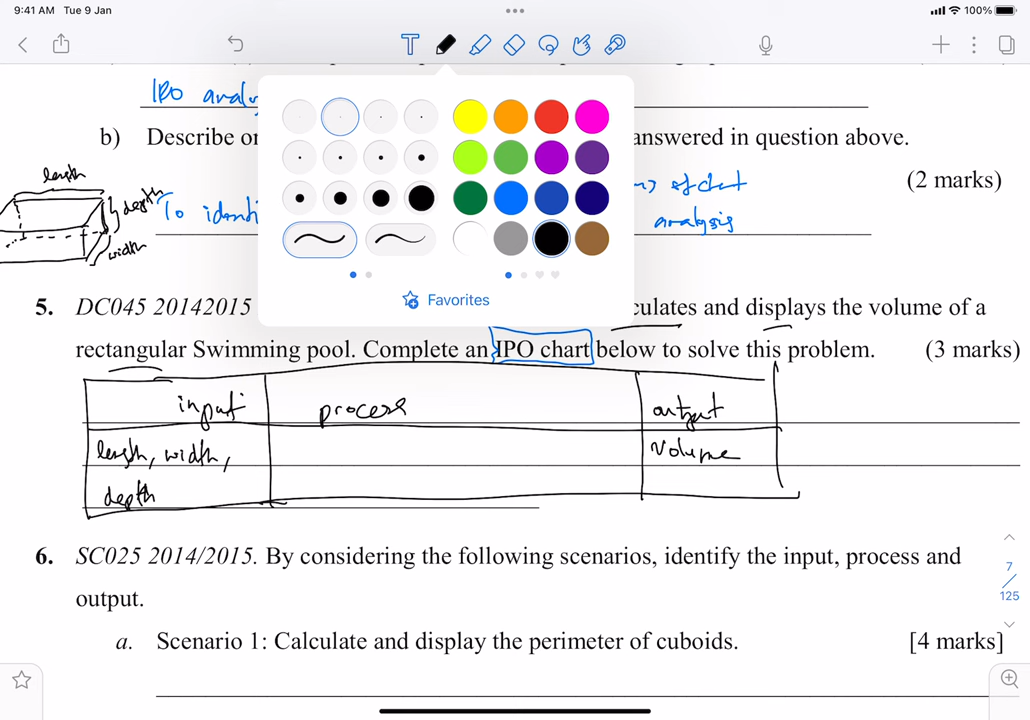 9:41 AM Tue 9 Jan
100%
T
IPO analy
b) Describe or answered in question above.
(2 marks)
length
depth
width
To identi
analysis
5. DC045 20142015 culates and displays the volume of a
rectangular Swimming pool. Complete an IPO chart below to solve this problem. (3 marks)
input process output
length, width, Volume
depth
6. SC025 2014/2015. By considering the following scenarios, identify the input, process and
output.
a. Scenario 1: Calculate and display the perimeter of cuboids. [4 marks]
Favorites
7
125